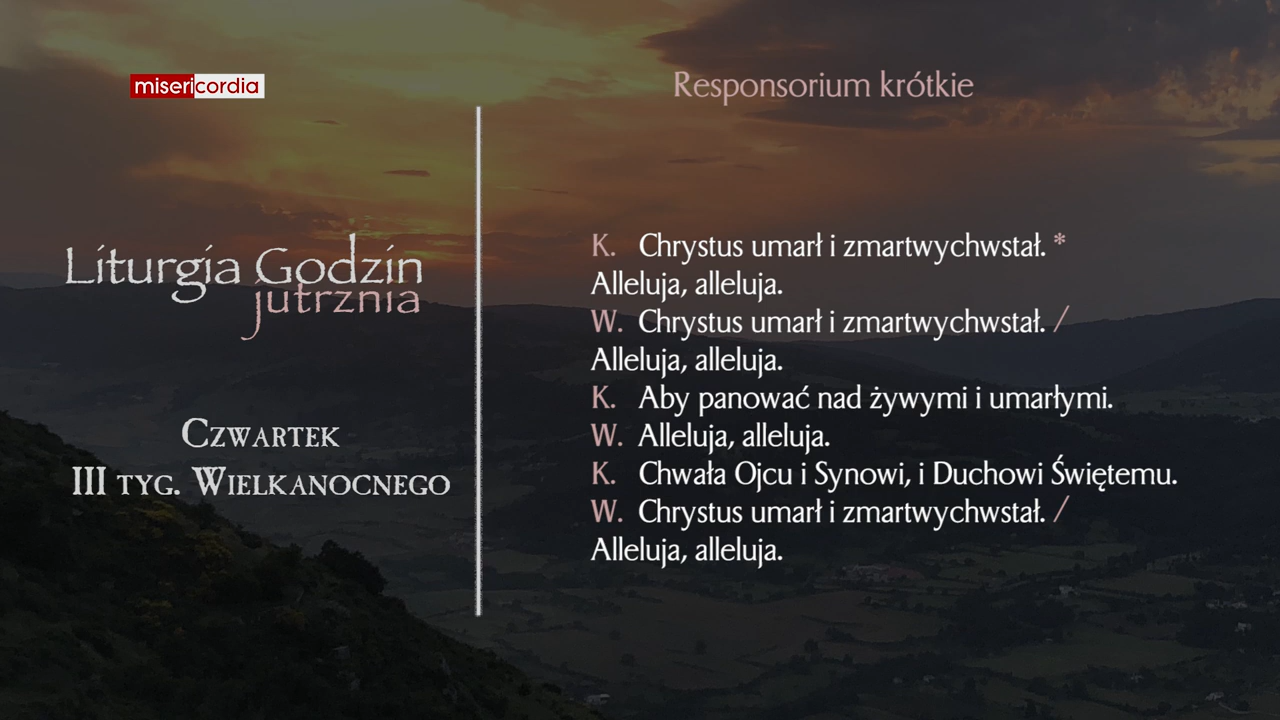 misericordia
Liturgia Godzin
jutrznia
Czwartek
III tyg. Wielkanocnego
Responsorium krótkie
K. Chrystus umarł i zmartwychwstał. *
Alleluja, alleluja.
W. Chrystus umarł i zmartwychwstał. /
Alleluja, alleluja.
K. Aby panować nad żywymi i umarłymi.
W. Alleluja, alleluja.
K. Chwała Ojcu i Synowi, i Duchowi Świętemu.
W. Chrystus umarł i zmartwychwstał. /
Alleluja, alleluja.